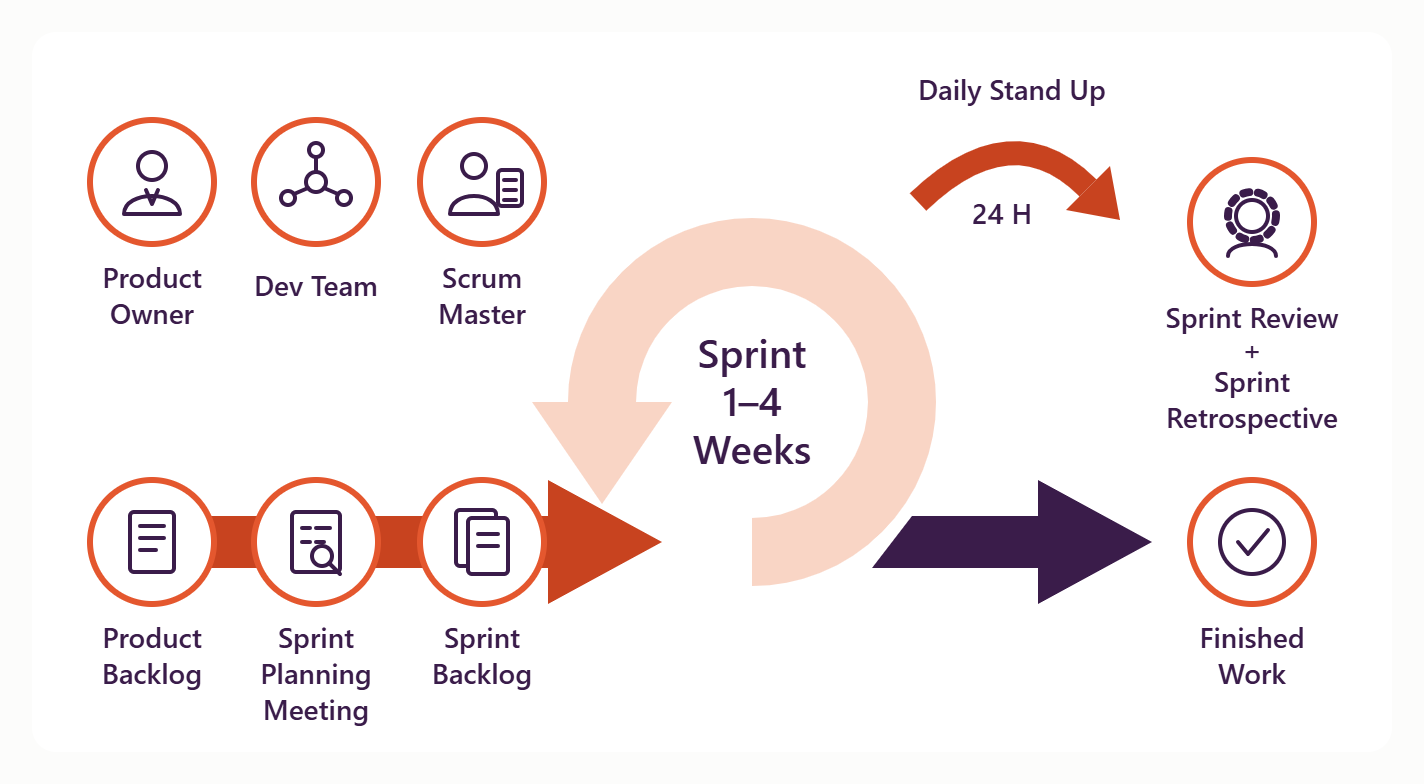 Daily Stand Up
24 H
Product
Owner
Dev Team
Scrum
Master
Sprint
1–4
Weeks
Sprint Review
+
Sprint
Retrospective
Product
Backlog
Sprint
Planning
Meeting
Sprint
Backlog
Finished
Work